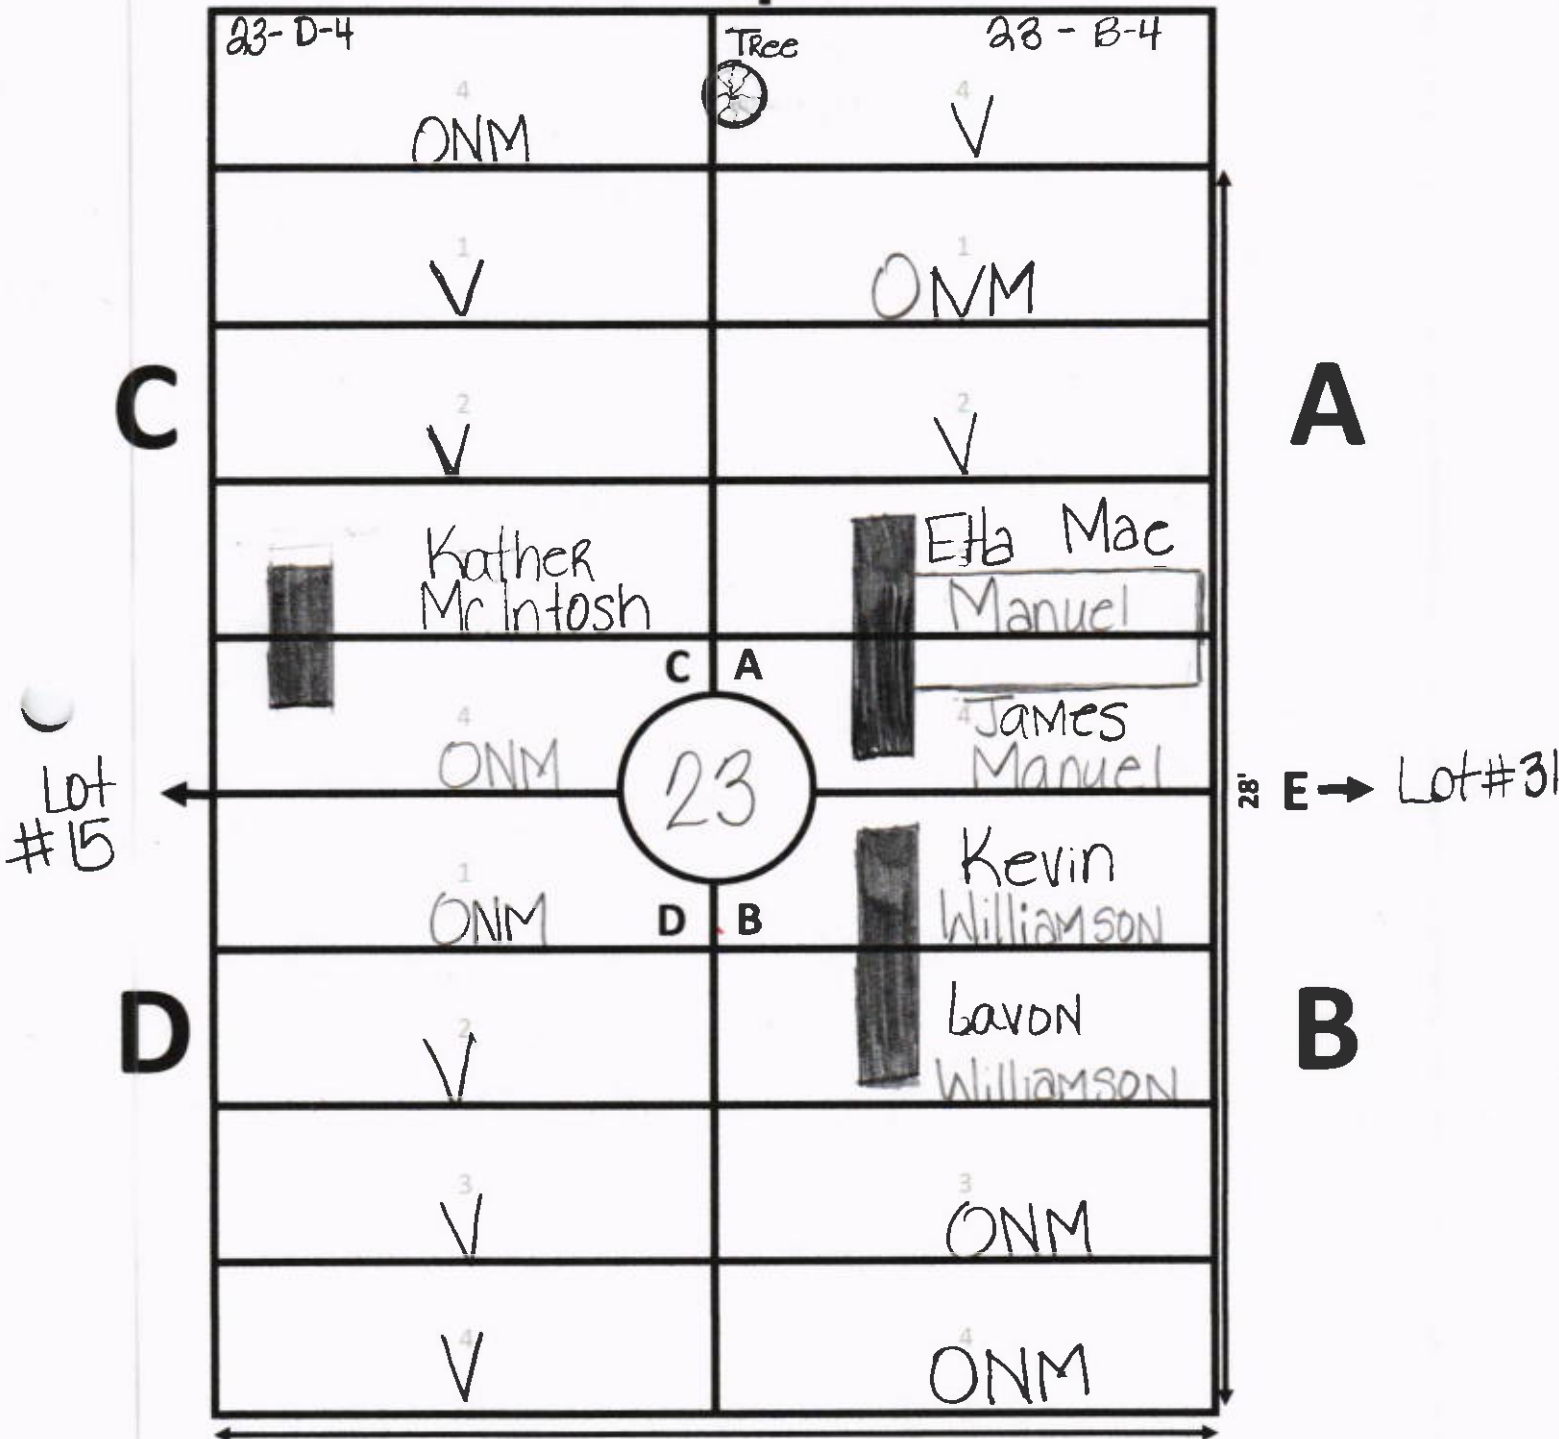 23-D-4
TRee
23 - B-4
4
4
ONM
V
1
1
V
ONM
C
A
2
2
V
V
Kather
McIntosh
Etta Mae
Manuel
C A
4
ONM
23
4
James
Manuel
Lot
#15
28'
E
Lot#31
1
ONM
D B
Kevin
Williamson
D
B
2
V
Lavon
Williamson
3
3
V
ONM
4
4
V
ONM